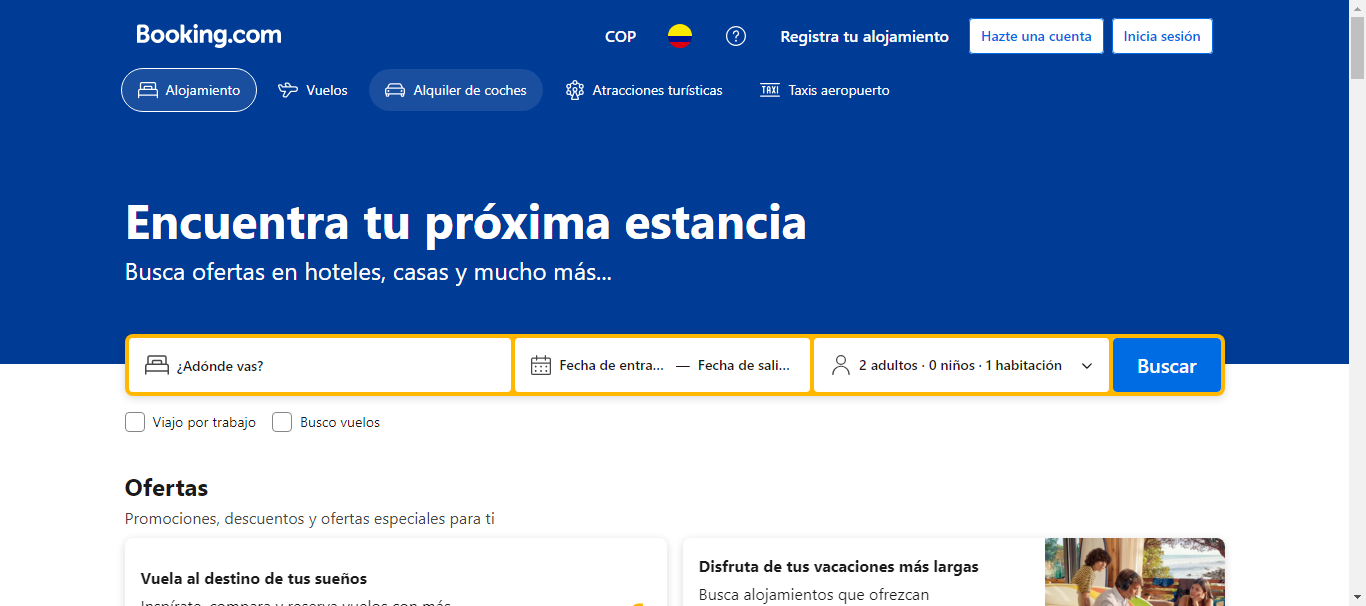 Booking.com
COP
Registra tu alojamiento
Hazte una cuenta
Inicia sesión
Alojamiento
Vuelos
Alquiler de coches
Atracciones turísticas
TAXI
Taxis aeropuerto
Encuentra tu próxima estancia
Busca ofertas en hoteles, casas y mucho más...
¿Adónde vas?
Fecha de entra... — Fecha de sali...
2 adultos · 0 niños · 1 habitación
Buscar
Viajo por trabajo
Busco vuelos
Ofertas
Promociones, descuentos y ofertas especiales para ti
Vuela al destino de tus sueños
Inspírate, compara y reserva vuelos con más
Disfruta de tus vacaciones más largas
Busca alojamientos que ofrezcan